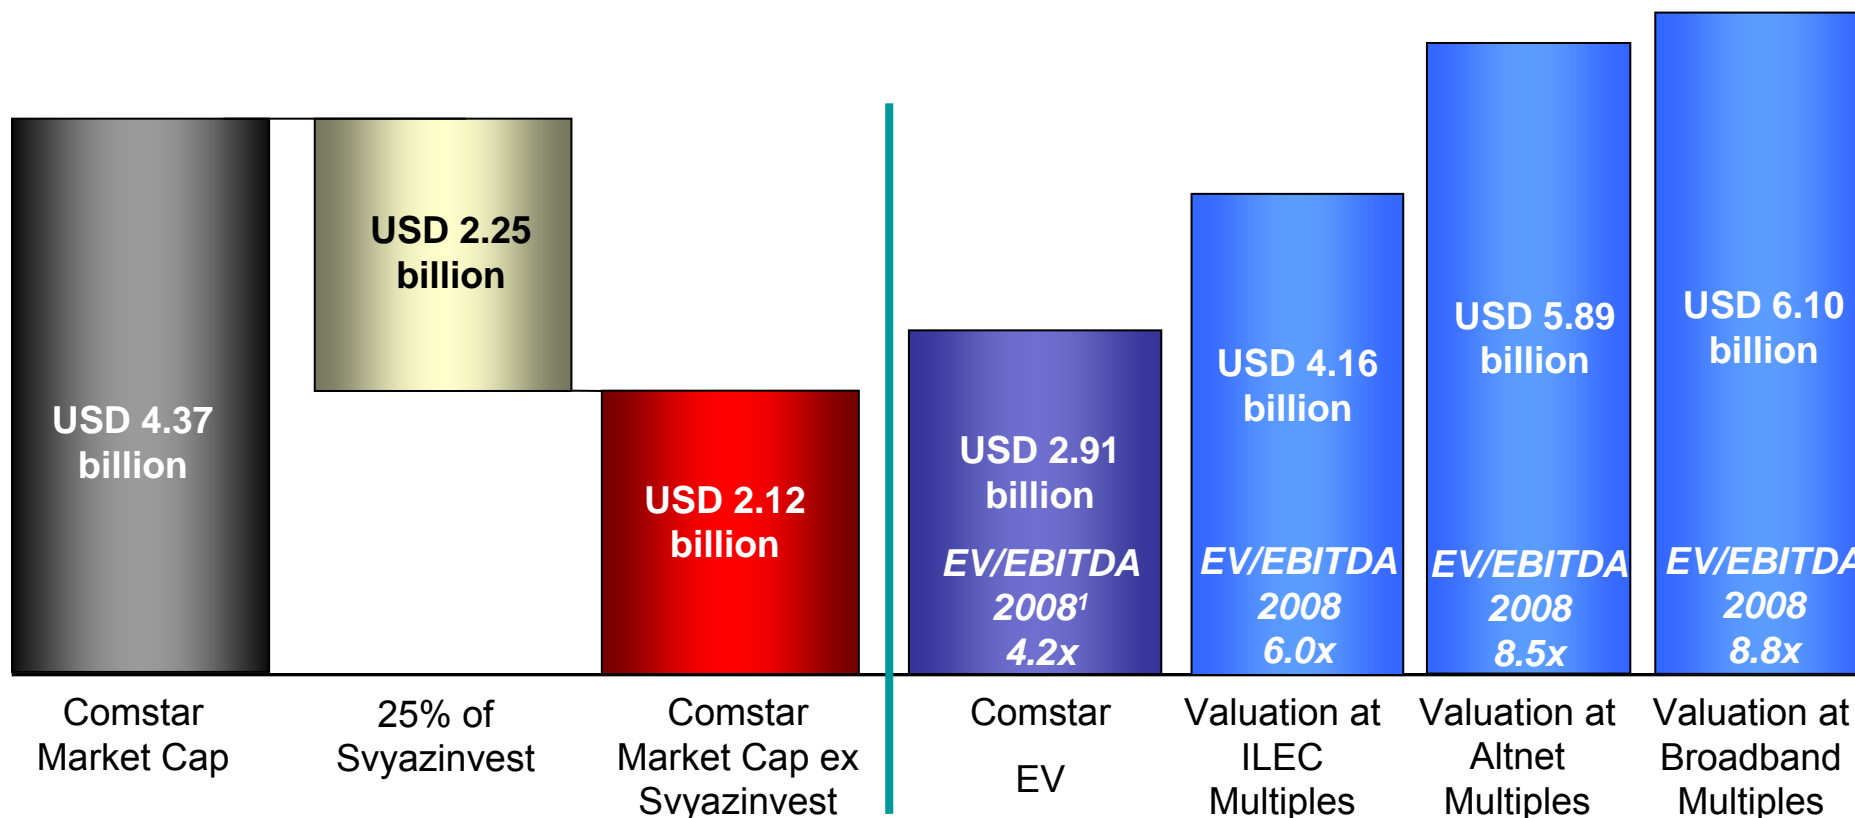 USD 4.37
billion
USD 2.25
billion
USD 2.12
billion
USD 2.91
billion
EV/EBITDA
2008¹
4.2x
USD 4.16
billion
EV/EBITDA
2008
6.0x
USD 5.89
billion
EV/EBITDA
2008
8.5x
USD 6.10
billion
EV/EBITDA
2008
8.8x
Comstar
Market Cap
25% of
Svyazinvest
Comstar
Market Cap ex
Svyazinvest
Comstar
EV
Valuation at
ILEC
Multiples
Valuation at
Altnet
Multiples
Valuation at
Broadband
Multiples